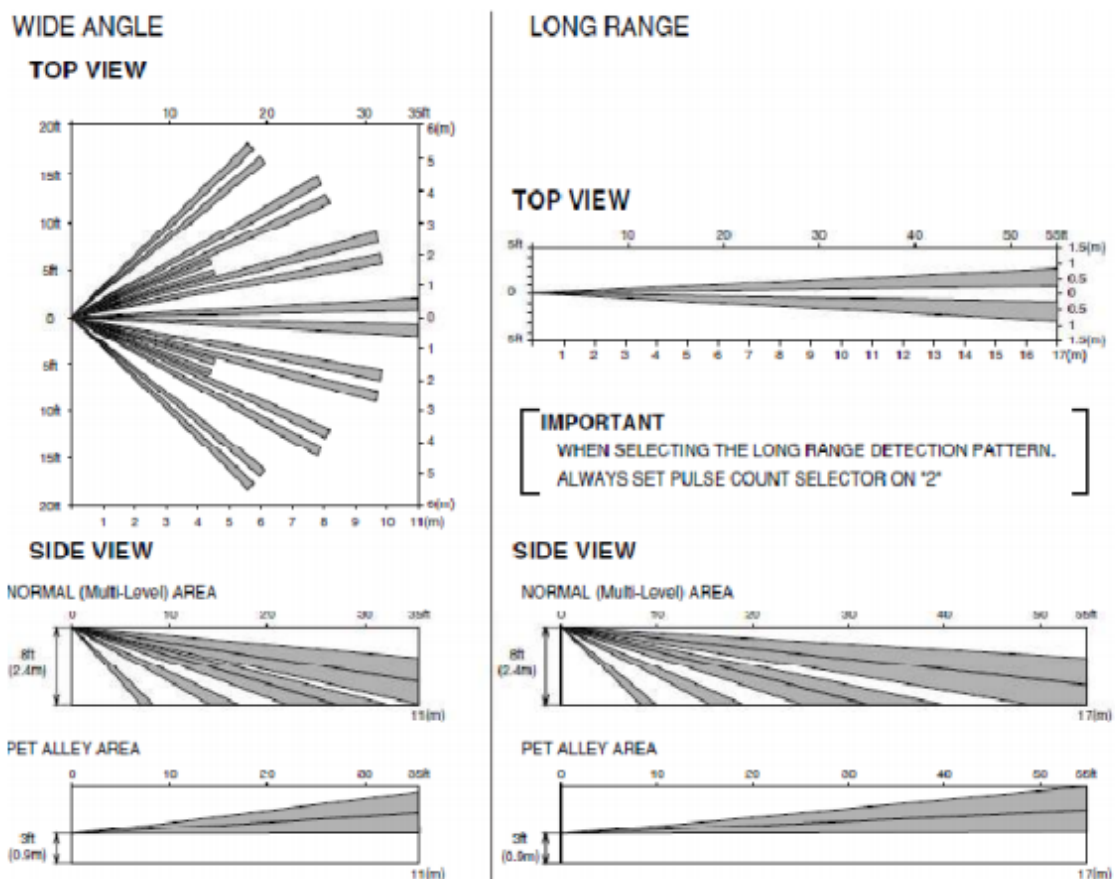 WIDE ANGLE
TOP VIEW
10 20 30 35ft
20ft
15ft
10ft
5ft
0
5ft
10ft
15ft
20ft
6(m)
5
4
3
2
1
0
1
2
3
4
5
6(m)
1 2 3 4 5 6 7 8 9 10 11(m)
SIDE VIEW
NORMAL (Multi-Level) AREA
0 10 20 30 35ft
8ft
(2.4m)
11(m)
PET ALLEY AREA
0 10 20 30 35ft
3ft
(0.9m)
11(m)
LONG RANGE
TOP VIEW
10 20 30 40 50 55ft
5ft
0
5ft
1.5(m)
1
0.5
0
0.5
1
1.5(m)
1 2 3 4 5 6 7 8 9 10 11 12 13 14 15 16 17(m)
IMPORTANT
WHEN SELECTING THE LONG RANGE DETECTION PATTERN.
ALWAYS SET PULSE COUNT SELECTOR ON "2"
SIDE VIEW
NORMAL (Multi-Level) AREA
0 10 20 30 40 50 55ft
8ft
(2.4m)
17(m)
PET ALLEY AREA
0 10 20 30 40 50 55ft
3ft
(0.9m)
17(m)